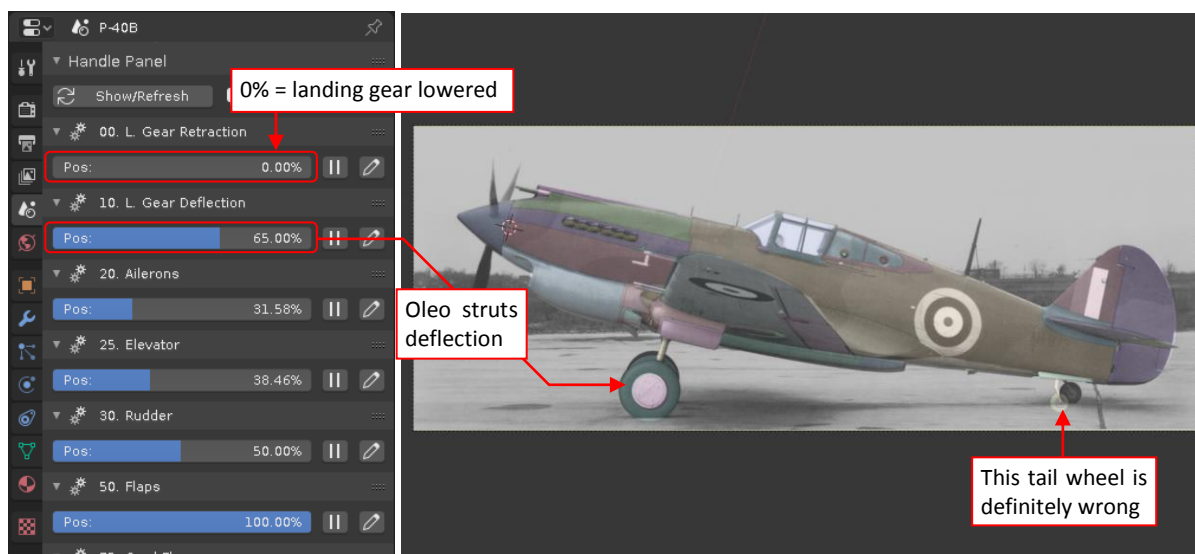 P-40B
Handle Panel
Show/Refresh
0% = landing gear lowered
00. L. Gear Retraction
Pos: 0.00%
10. L. Gear Deflection
Pos: 65.00%
20. Ailerons
Pos: 31.58%
Oleo struts
deflection
25. Elevator
Pos: 38.46%
30. Rudder
Pos: 50.00%
This tail wheel is
definitely wrong
50. Flaps
Pos: 100.00%